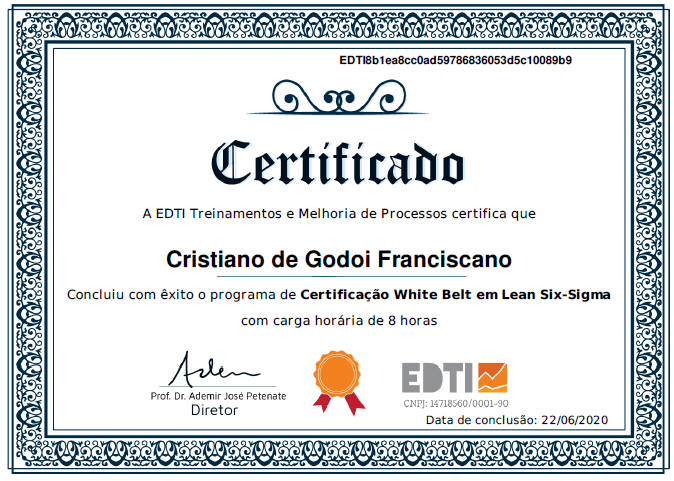 EDTI8b1ea8cc0ad59786836053d5c10089b9
Certificado
A EDTI Treinamentos e Melhoria de Processos certifica que
Cristiano de Godoi Franciscano
Concluiu com êxito o programa de Certificação White Belt em Lean Six-Sigma
com carga horária de 8 horas
Adem
Prof. Dr. Ademir José Petenate
Diretor
EDTI
CNPJ: 14718560/0001-90
Data de conclusão: 22/06/2020